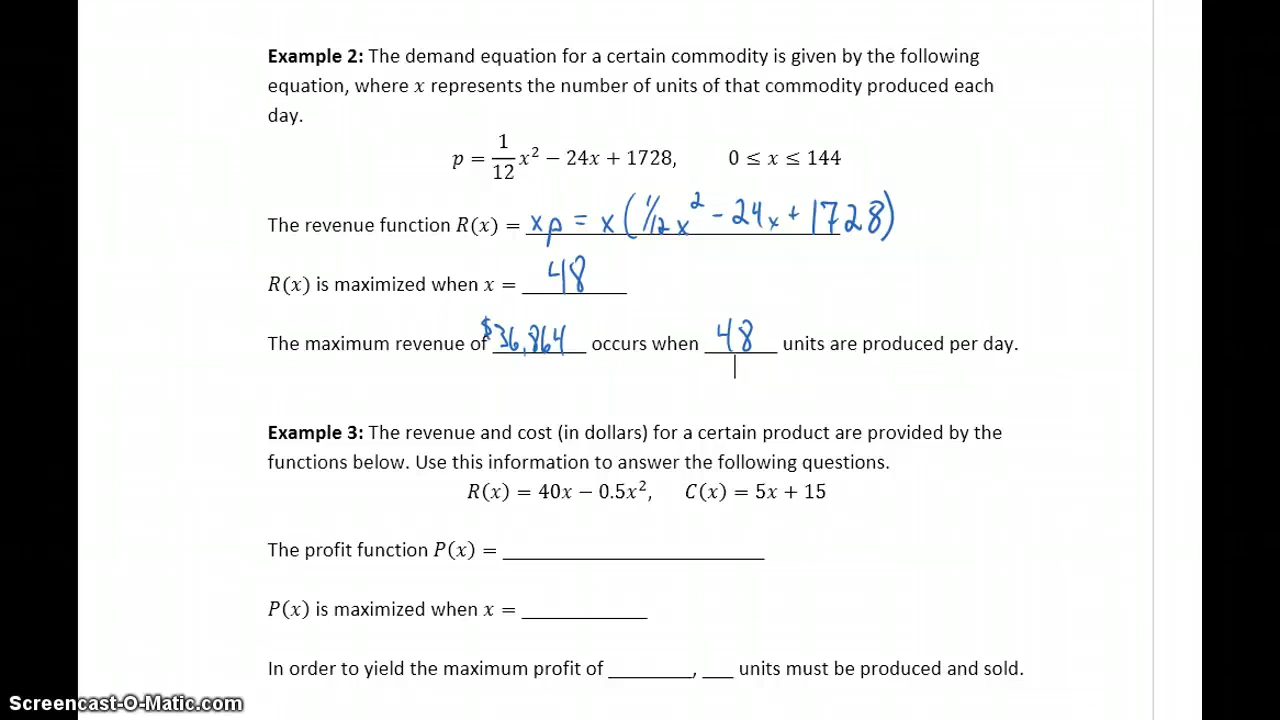 Example 2: The demand equation for a certain commodity is given by the following
equation, where x represents the number of units of that commodity produced each
day.
p = 1/12 x² − 24x + 1728, 0 ≤ x ≤ 144
The revenue function R(x) = xp = x(1/12 x² - 24x + 1728)
R(x) is maximized when x = 48
The maximum revenue of $36,864 occurs when 48 units are produced per day.
Example 3: The revenue and cost (in dollars) for a certain product are provided by the
functions below. Use this information to answer the following questions.
R(x) = 40x − 0.5x², C(x) = 5x + 15
The profit function P(x) = ____________________
P(x) is maximized when x = __________
In order to yield the maximum profit of _______, ___ units must be produced and sold.
Screencast-O-Matic.com